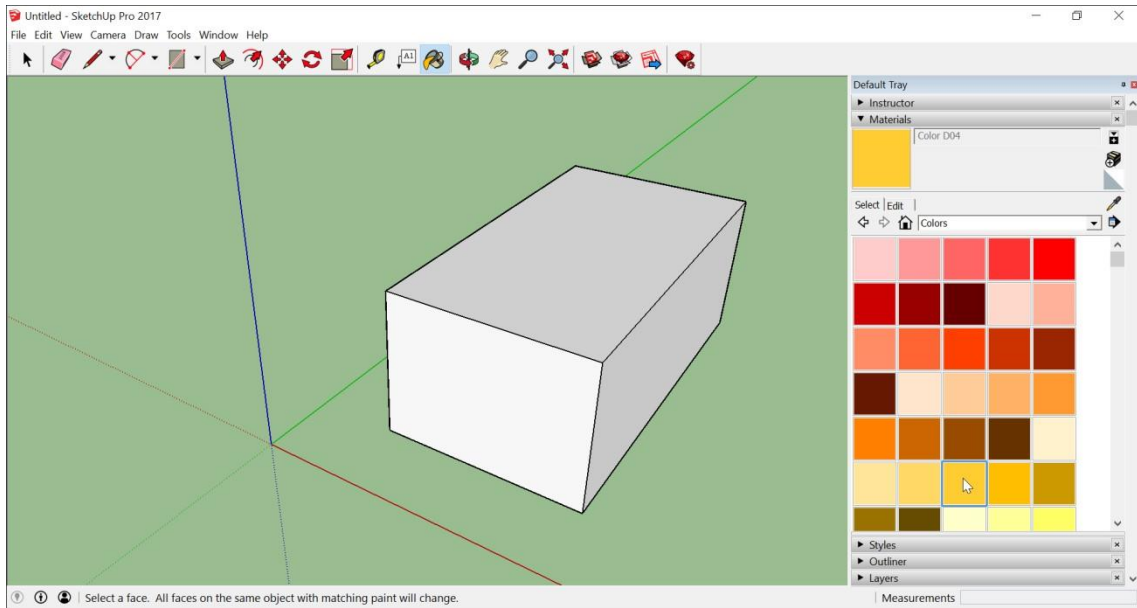 Untitled - SketchUp Pro 2017
File Edit View Camera Draw Tools Window Help
A1
Default Tray
Instructor
Materials
Color D04
Select Edit
Colors
Styles
Outliner
Layers
Select a face. All faces on the same object with matching paint will change.
Measurements